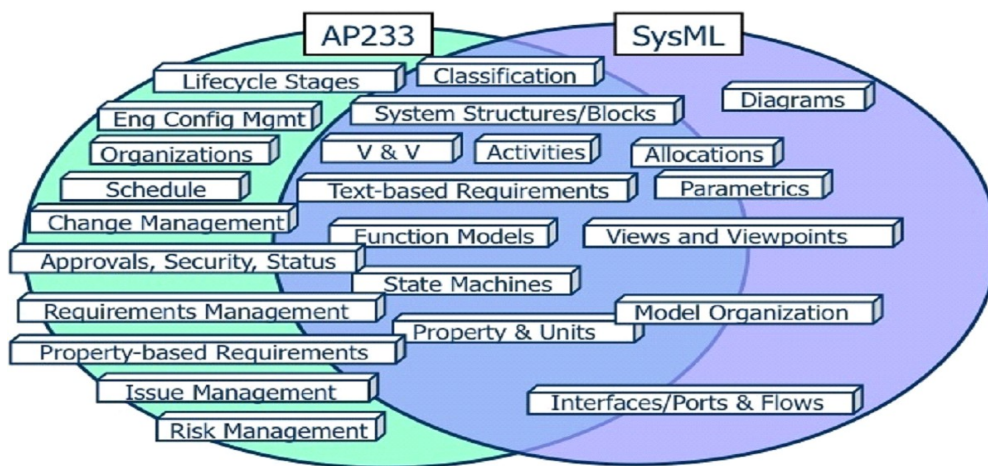 AP233
SysML
Lifecycle Stages
Classification
Diagrams
Eng Config Mgmt
System Structures/Blocks
Organizations
V & V
Activities
Allocations
Schedule
Text-based Requirements
Parametrics
Change Management
Function Models
Views and Viewpoints
Approvals, Security, Status
State Machines
Requirements Management
Model Organization
Property & Units
Property-based Requirements
Issue Management
Interfaces/Ports & Flows
Risk Management